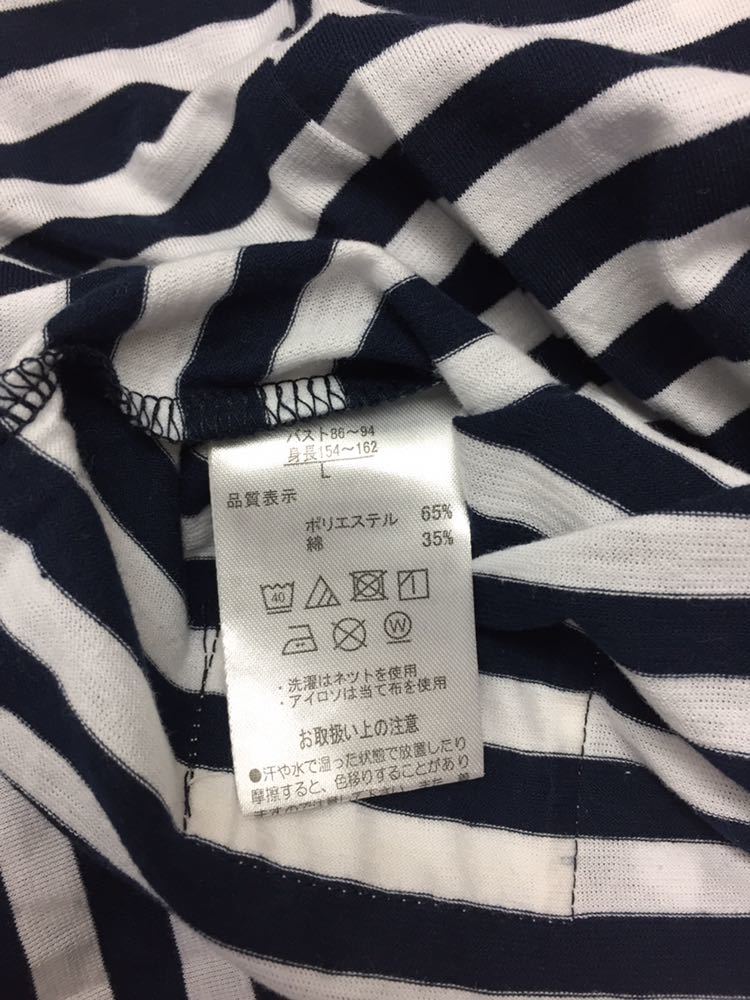 バスト86～94
身長154～162
L
品質表示
ポリエステル 65%
綿 35%
40
W
・洗濯はネットを使用
・アイロンは当て布を使用
お取扱い上の注意
●汗や水で湿った状態で放置したり
摩擦すると、色移りすることがあり